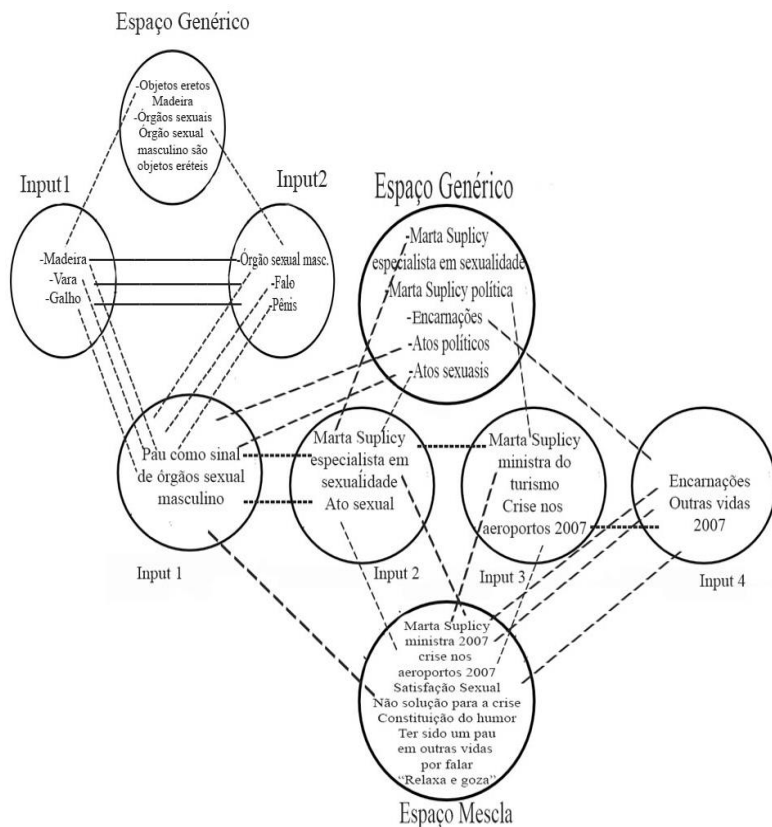 Espaço Genérico
-Objetos eretos
Madeira
-Órgãos sexuais
Órgão sexual
masculino são
objetos eréteis
Input1
Input2
-Madeira
-Vara
-Galho
-Órgão sexual masc.
-Falo
-Pênis
Espaço Genérico
-Marta Suplicy
especialista em sexualidade
-Marta Suplicy política
-Encarnações
-Atos políticos
-Atos sexuasis
Pau como sinal
de órgãos sexual
masculino
Input 1
Marta Suplicy
especialista em
sexualidade
Ato sexual
Input 2
Marta Suplicy
ministra do
turismo
Crise nos
aeroportos 2007
Input 3
Encarnações
Outras vidas
2007
Input 4
Marta Suplicy
ministra 2007
crise nos
aeroportos 2007
Satisfação Sexual
Não solução para a crise
Constituição do humor
Ter sido um pau
em outras vidas
por falar
“Relaxa e goza”
Espaço Mescla